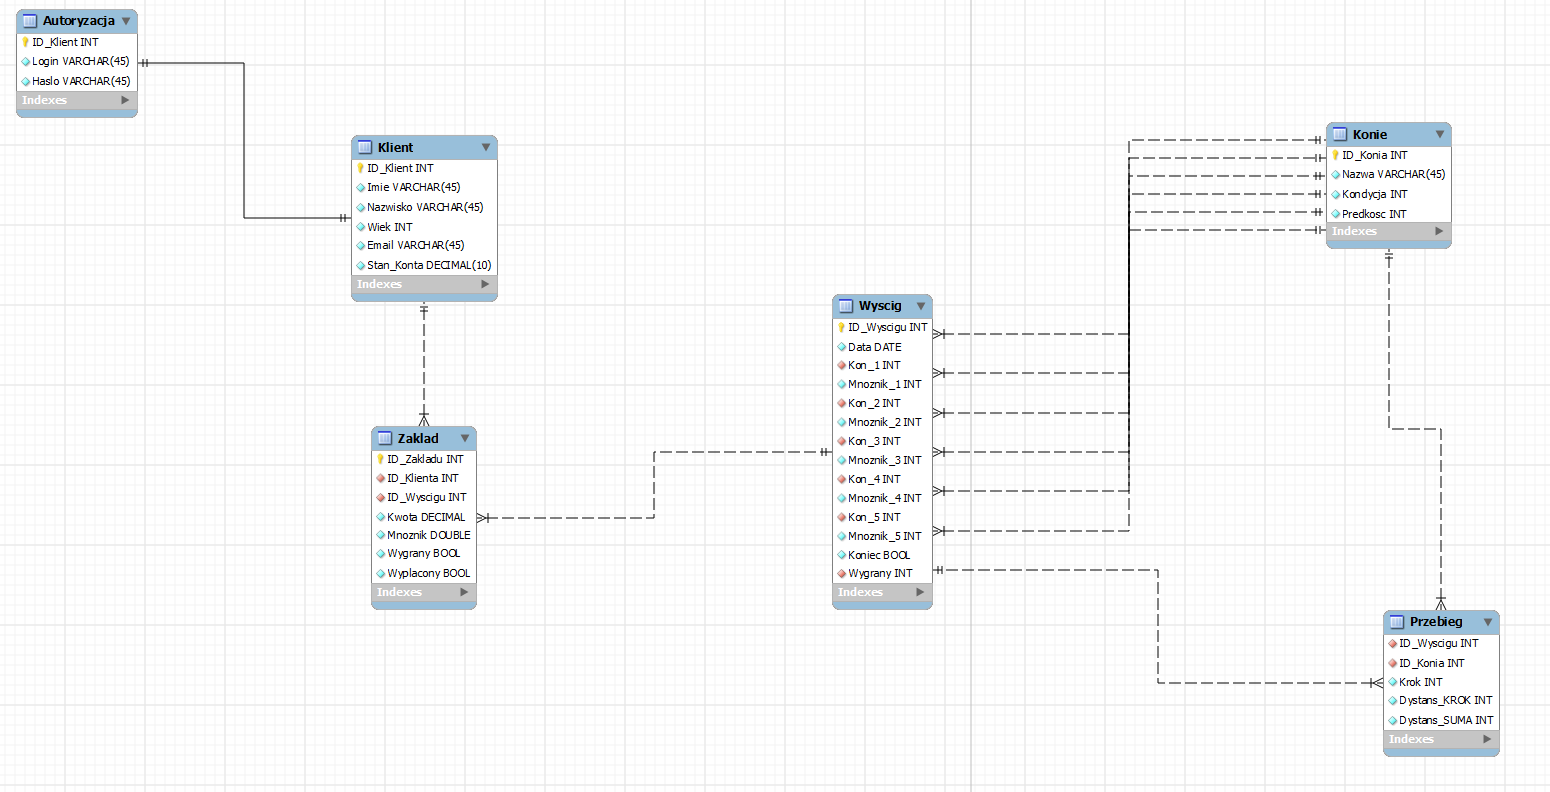 Autoryzacja
ID_Klient INT
Login VARCHAR(45)
Haslo VARCHAR(45)
Indexes
Klient
ID_Klient INT
Imie VARCHAR(45)
Nazwisko VARCHAR(45)
Wiek INT
Email VARCHAR(45)
Stan_Konta DECIMAL(10)
Indexes
Zaklad
ID_Zakladu INT
ID_Klienta INT
ID_Wyscigu INT
Kwota DECIMAL
Mnoznik DOUBLE
Wygrany BOOL
Wyplacony BOOL
Indexes
Wyscig
ID_Wyscigu INT
Data DATE
Kon_1 INT
Mnoznik_1 INT
Kon_2 INT
Mnoznik_2 INT
Kon_3 INT
Mnoznik_3 INT
Kon_4 INT
Mnoznik_4 INT
Kon_5 INT
Mnoznik_5 INT
Koniec BOOL
Wygrany INT
Indexes
Konie
ID_Konia INT
Nazwa VARCHAR(45)
Kondycja INT
Predkosc INT
Indexes
Przebieg
ID_Wyscigu INT
ID_Konia INT
Krok INT
Dystans_KROK INT
Dystans_SUMA INT
Indexes